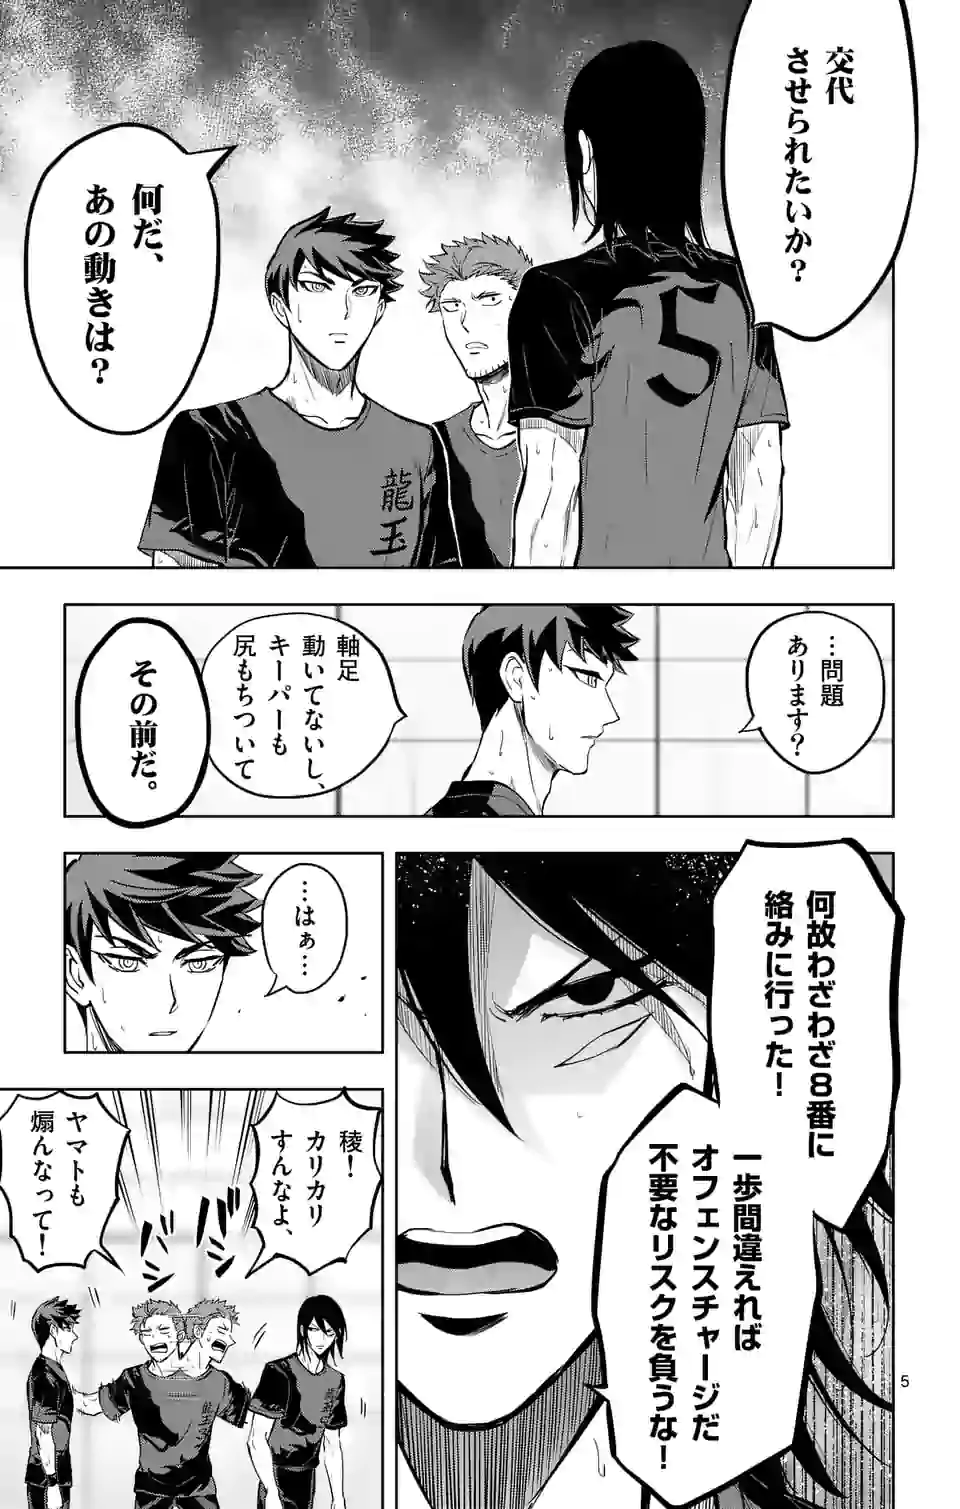 交代
させられたいか？
何だ、
あの動きは？
5
龍玉
…問題
あります？
軸足
動いてないし、
キーパーも
尻もちついて
その前だ。
何故わざわざ8番に
絡みに行った！
一歩間違えれば
オフェンスチャージだ
不要なリスクを負うな！
…はぁ…
稜！
カリカリ
すんなよ、
ヤマトも
煽んなって！
5